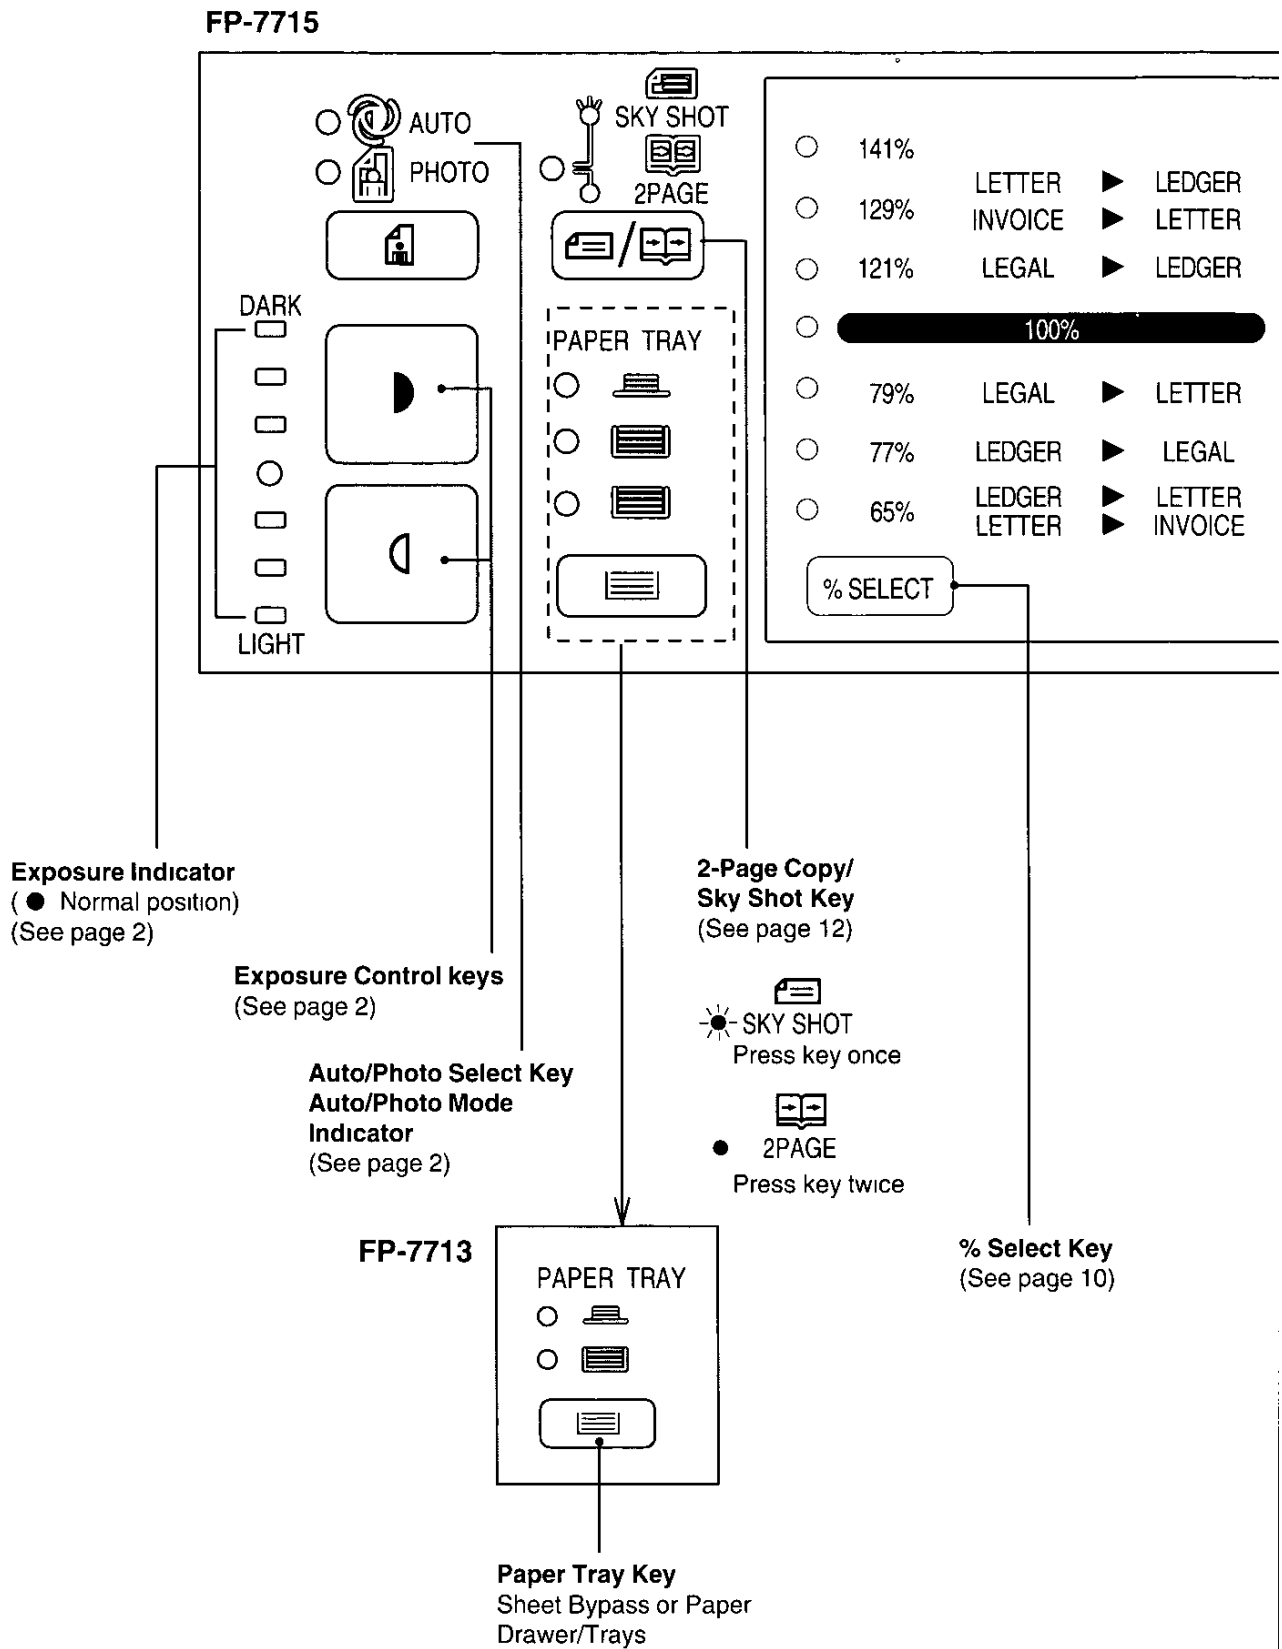 FP-7715
AUTO
PHOTO
SKY SHOT
2PAGE
DARK
LIGHT
PAPER TRAY
141%
129% LETTER ▶ LEDGER
INVOICE ▶ LETTER
121% LEGAL ▶ LEDGER
100%
79% LEGAL ▶ LETTER
77% LEDGER ▶ LEGAL
65% LEDGER ▶ LETTER
LETTER ▶ INVOICE
% SELECT
Exposure Indicator
( ● Normal position)
(See page 2)
Exposure Control keys
(See page 2)
Auto/Photo Select Key
Auto/Photo Mode
Indicator
(See page 2)
2-Page Copy/
Sky Shot Key
(See page 12)
SKY SHOT
Press key once
● 2PAGE
Press key twice
% Select Key
(See page 10)
FP-7713
PAPER TRAY
Paper Tray Key
Sheet Bypass or Paper
Drawer/Trays